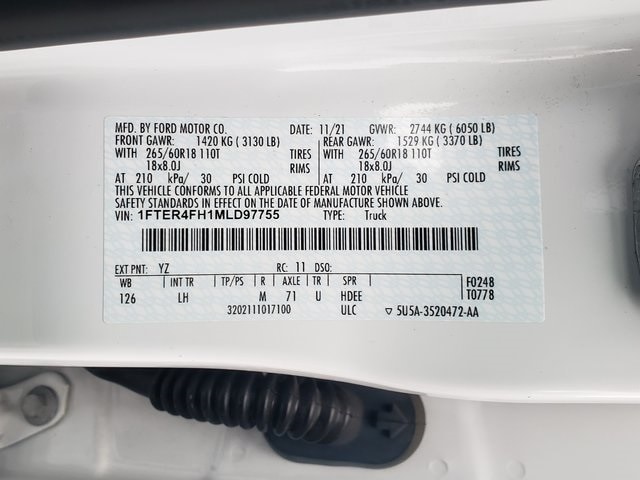 MFD. BY FORD MOTOR CO. DATE: 11/21 GVWR: 2744 KG ( 6050 LB)
FRONT GAWR: 1420 KG ( 3130 LB) REAR GAWR: 1529 KG ( 3370 LB)
WITH 265/60R18 110T TIRES WITH 265/60R18 110T TIRES
18x8.0J RIMS 18x8.0J RIMS
AT 210 kPa/ 30 PSI COLD AT 210 kPa/ 30 PSI COLD
THIS VEHICLE CONFORMS TO ALL APPLICABLE FEDERAL MOTOR VEHICLE
SAFETY STANDARDS IN EFFECT ON THE DATE OF MANUFACTURE SHOWN ABOVE.
VIN: 1FTER4FH1MLD97755 TYPE: Truck
EXT PNT: YZ RC: 11 DSO:
WB INT TR TP/PS R AXLE TR SPR F0248
126 LH M 71 U HDEE T0778
3202111017100 ULC ▽ 5U5A-3520472-AA